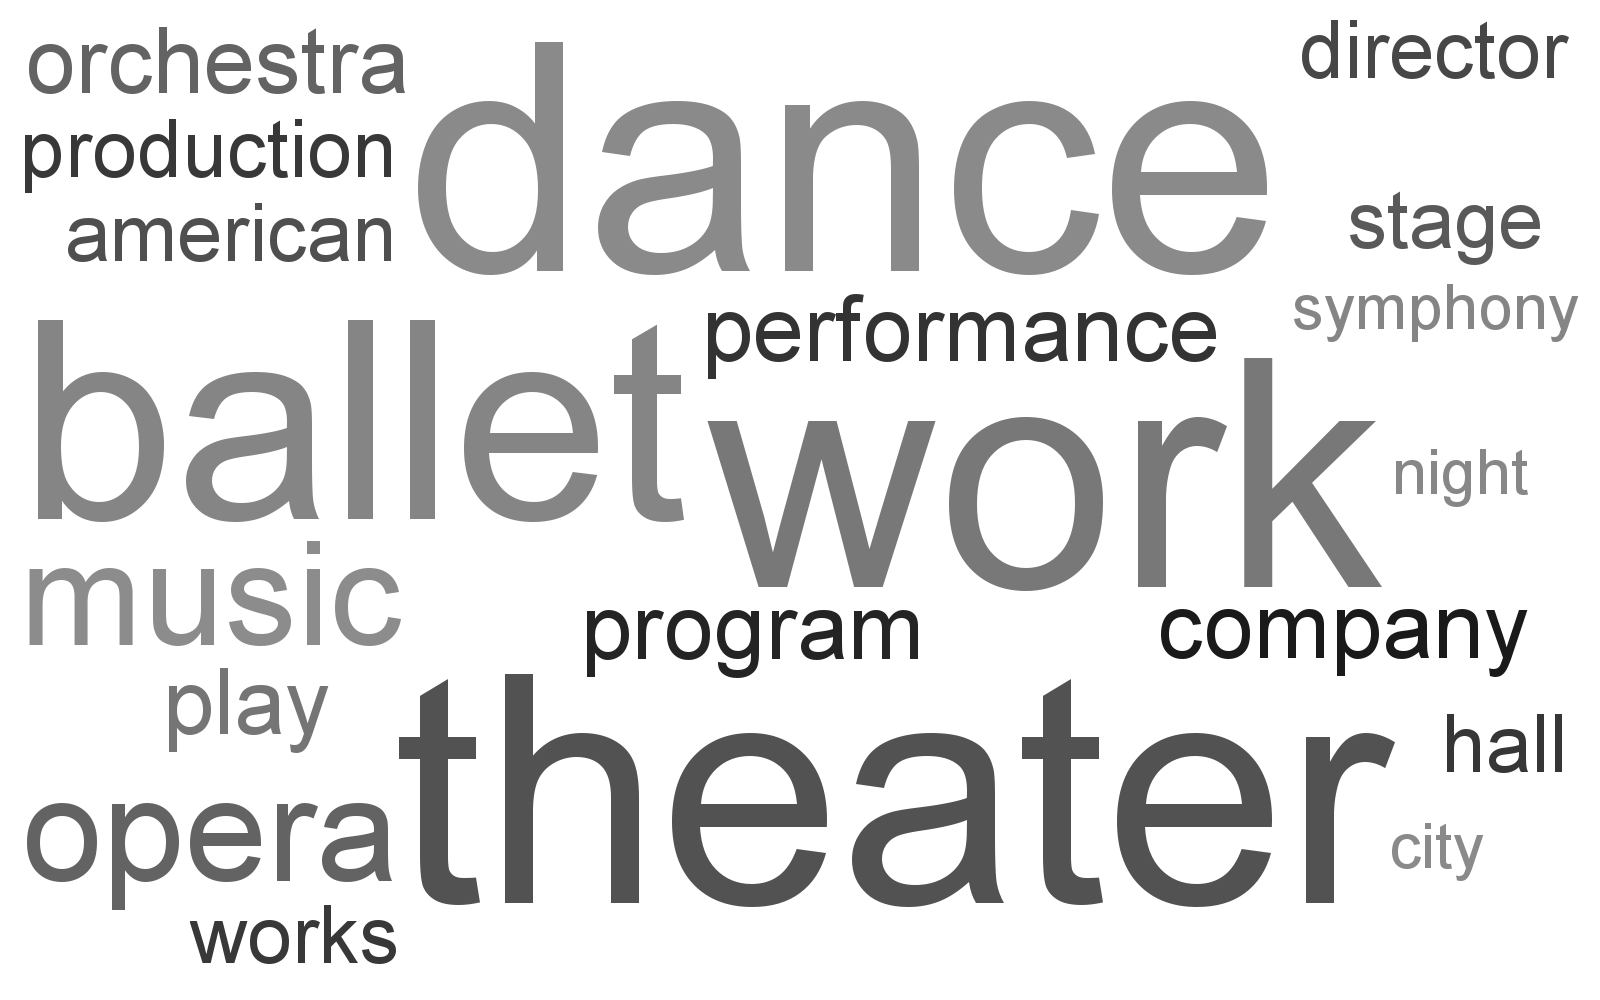 orchestra
dance
director
production
american
stage
symphony
performance
ballet
work
night
music
program
company
play
theater
hall
opera
city
works